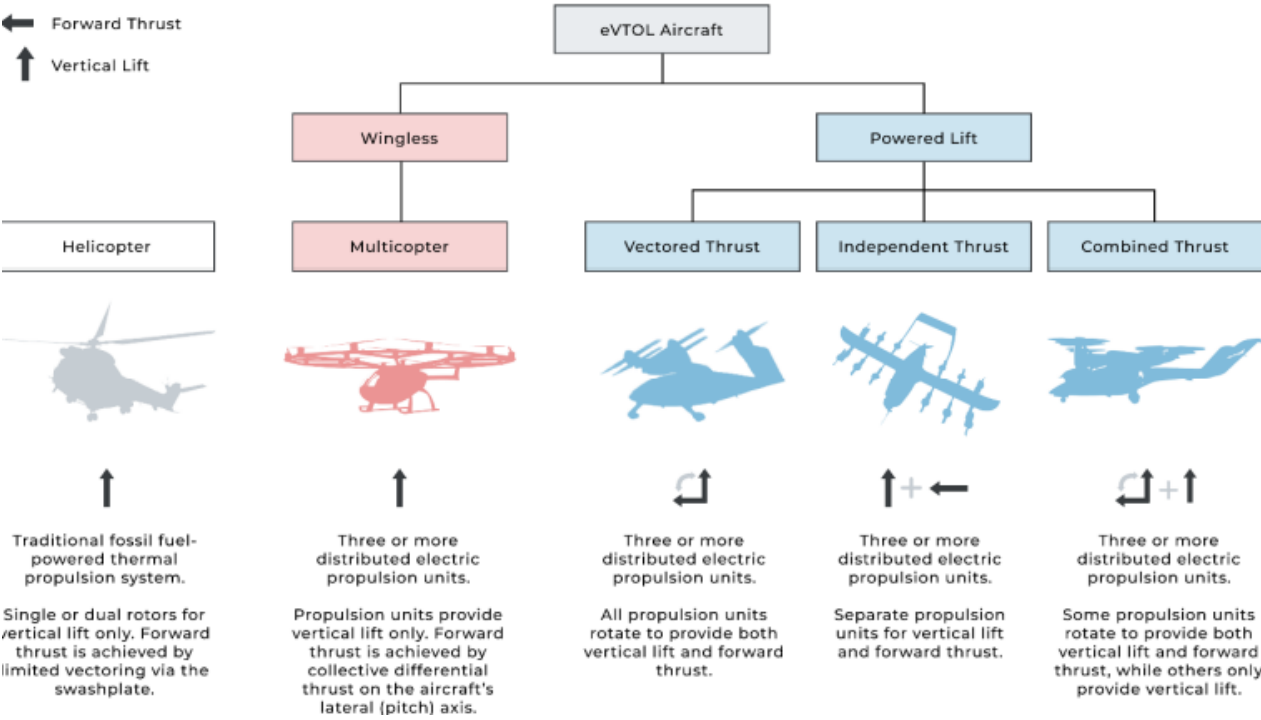 Forward Thrust
Vertical Lift
eVTOL Aircraft
Wingless
Powered Lift
Helicopter
Multicopter
Vectored Thrust
Independent Thrust
Combined Thrust
Traditional fossil fuel-
powered thermal
propulsion system.
Single or dual rotors for
vertical lift only. Forward
thrust is achieved by
limited vectoring via the
swashplate.
Three or more
distributed electric
propulsion units.
Propulsion units provide
vertical lift only. Forward
thrust is achieved by
collective differential
thrust on the aircraft's
lateral (pitch) axis.
Three or more
distributed electric
propulsion units.
All propulsion units
rotate to provide both
vertical lift and forward
thrust.
Three or more
distributed electric
propulsion units.
Separate propulsion
units for vertical lift
and forward thrust.
Three or more
distributed electric
propulsion units.
Some propulsion units
rotate to provide both
vertical lift and forward
thrust, while others only
provide vertical lift.